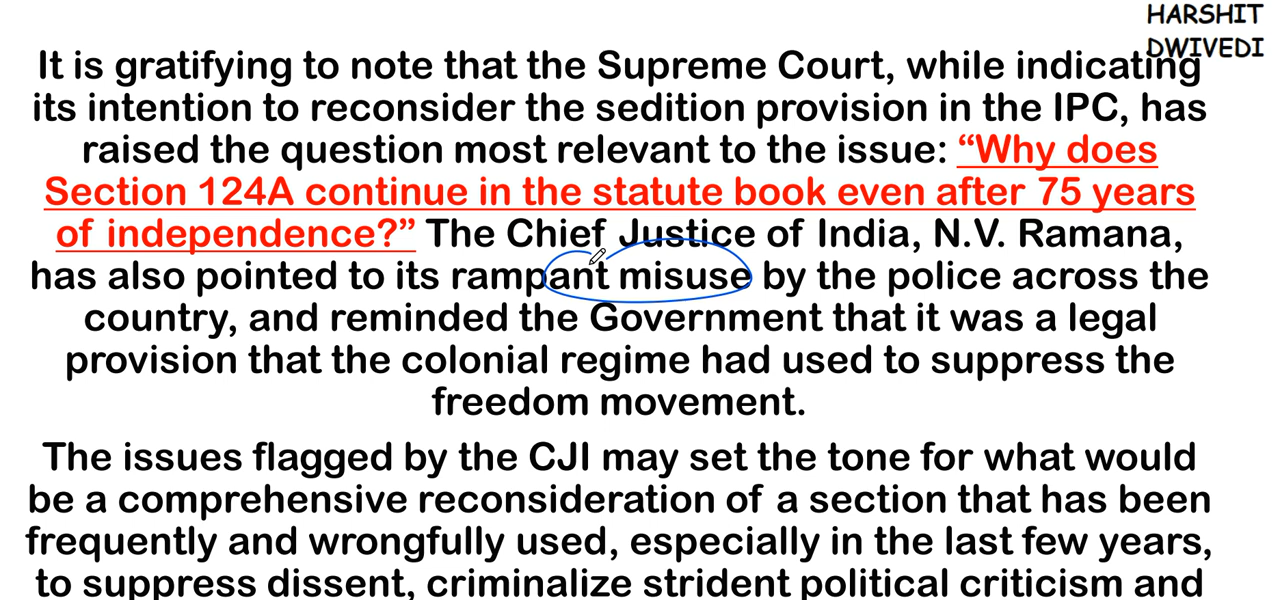 HARSHIT
DWIVEDI
It is gratifying to note that the Supreme Court, while indicating
its intention to reconsider the sedition provision in the IPC, has
raised the question most relevant to the issue: “Why does
Section 124A continue in the statute book even after 75 years
of independence?” The Chief Justice of India, N.V. Ramana,
has also pointed to its rampant misuse by the police across the
country, and reminded the Government that it was a legal
provision that the colonial regime had used to suppress the
freedom movement.
The issues flagged by the CJI may set the tone for what would
be a comprehensive reconsideration of a section that has been
frequently and wrongfully used, especially in the last few years,
to suppress dissent, criminalize strident political criticism and